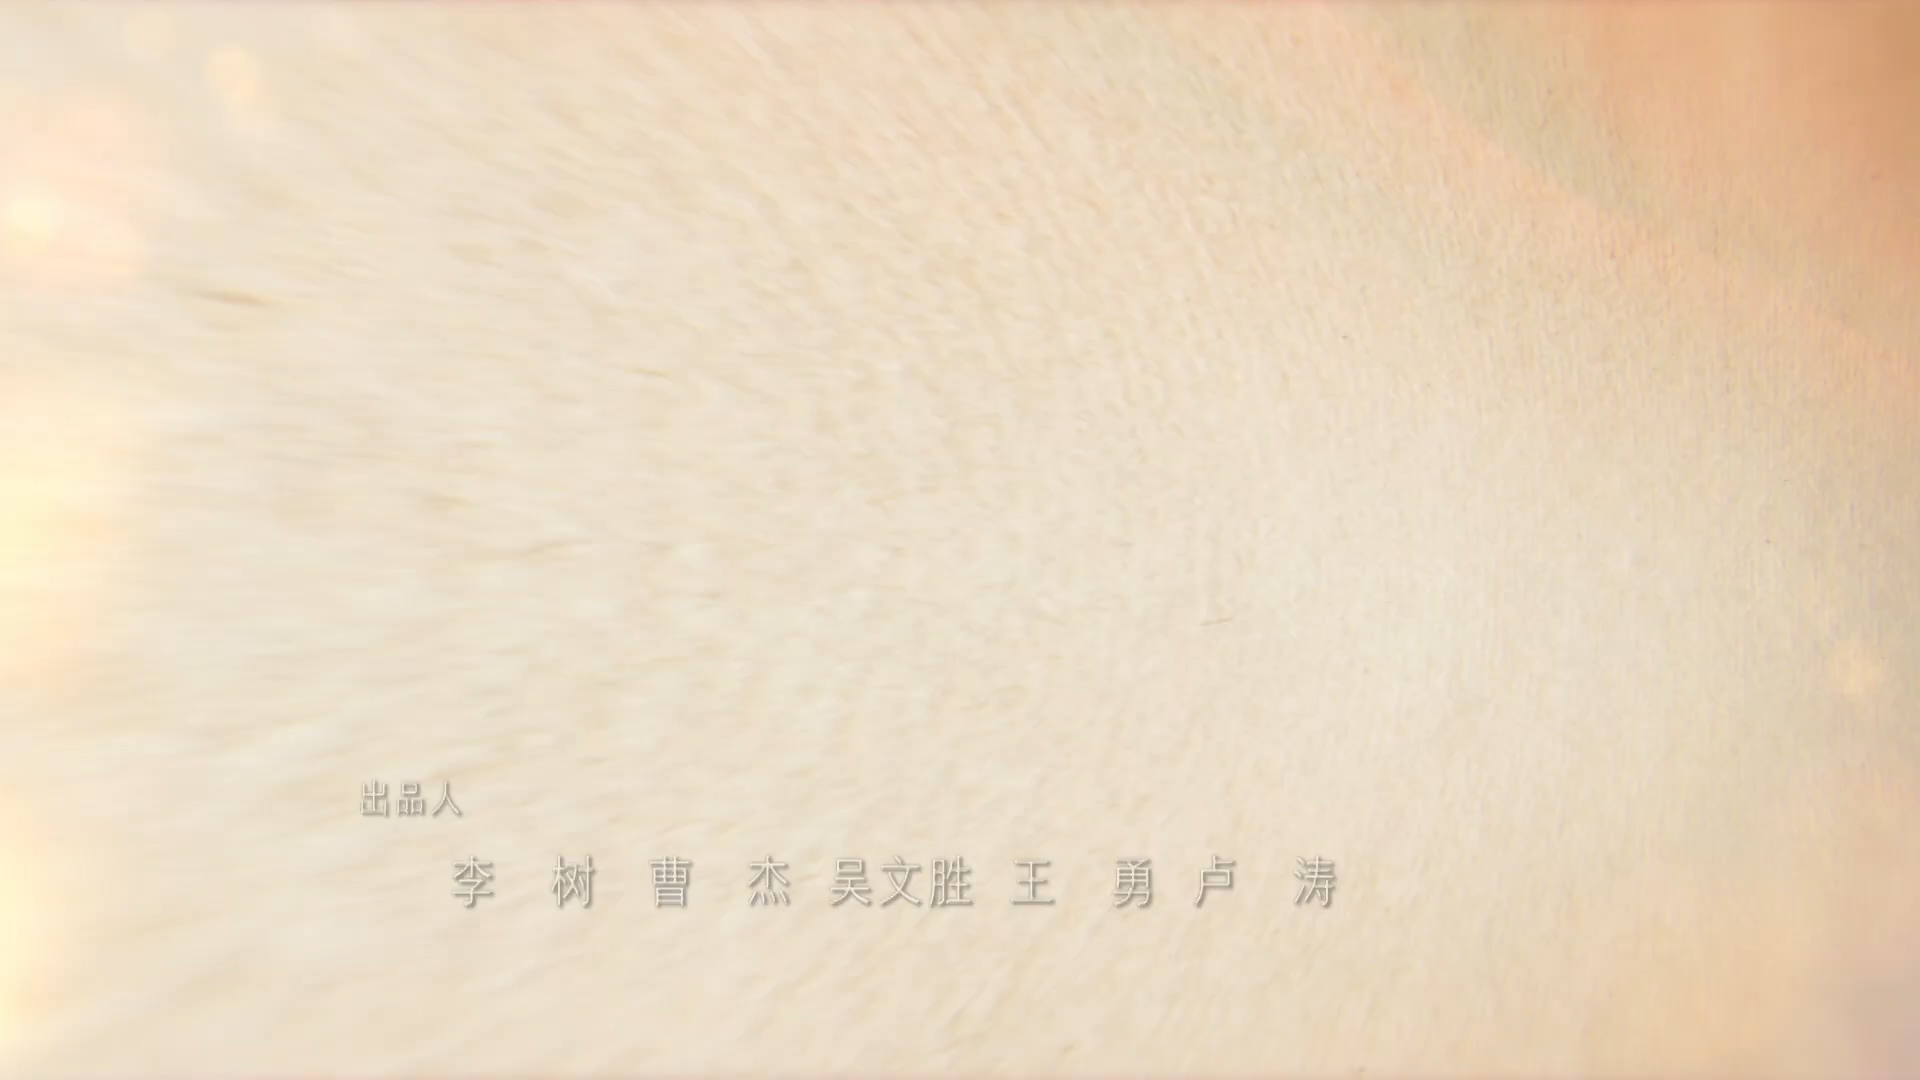 出品人
李 树 曹 杰 吴文胜 王 勇 卢 涛